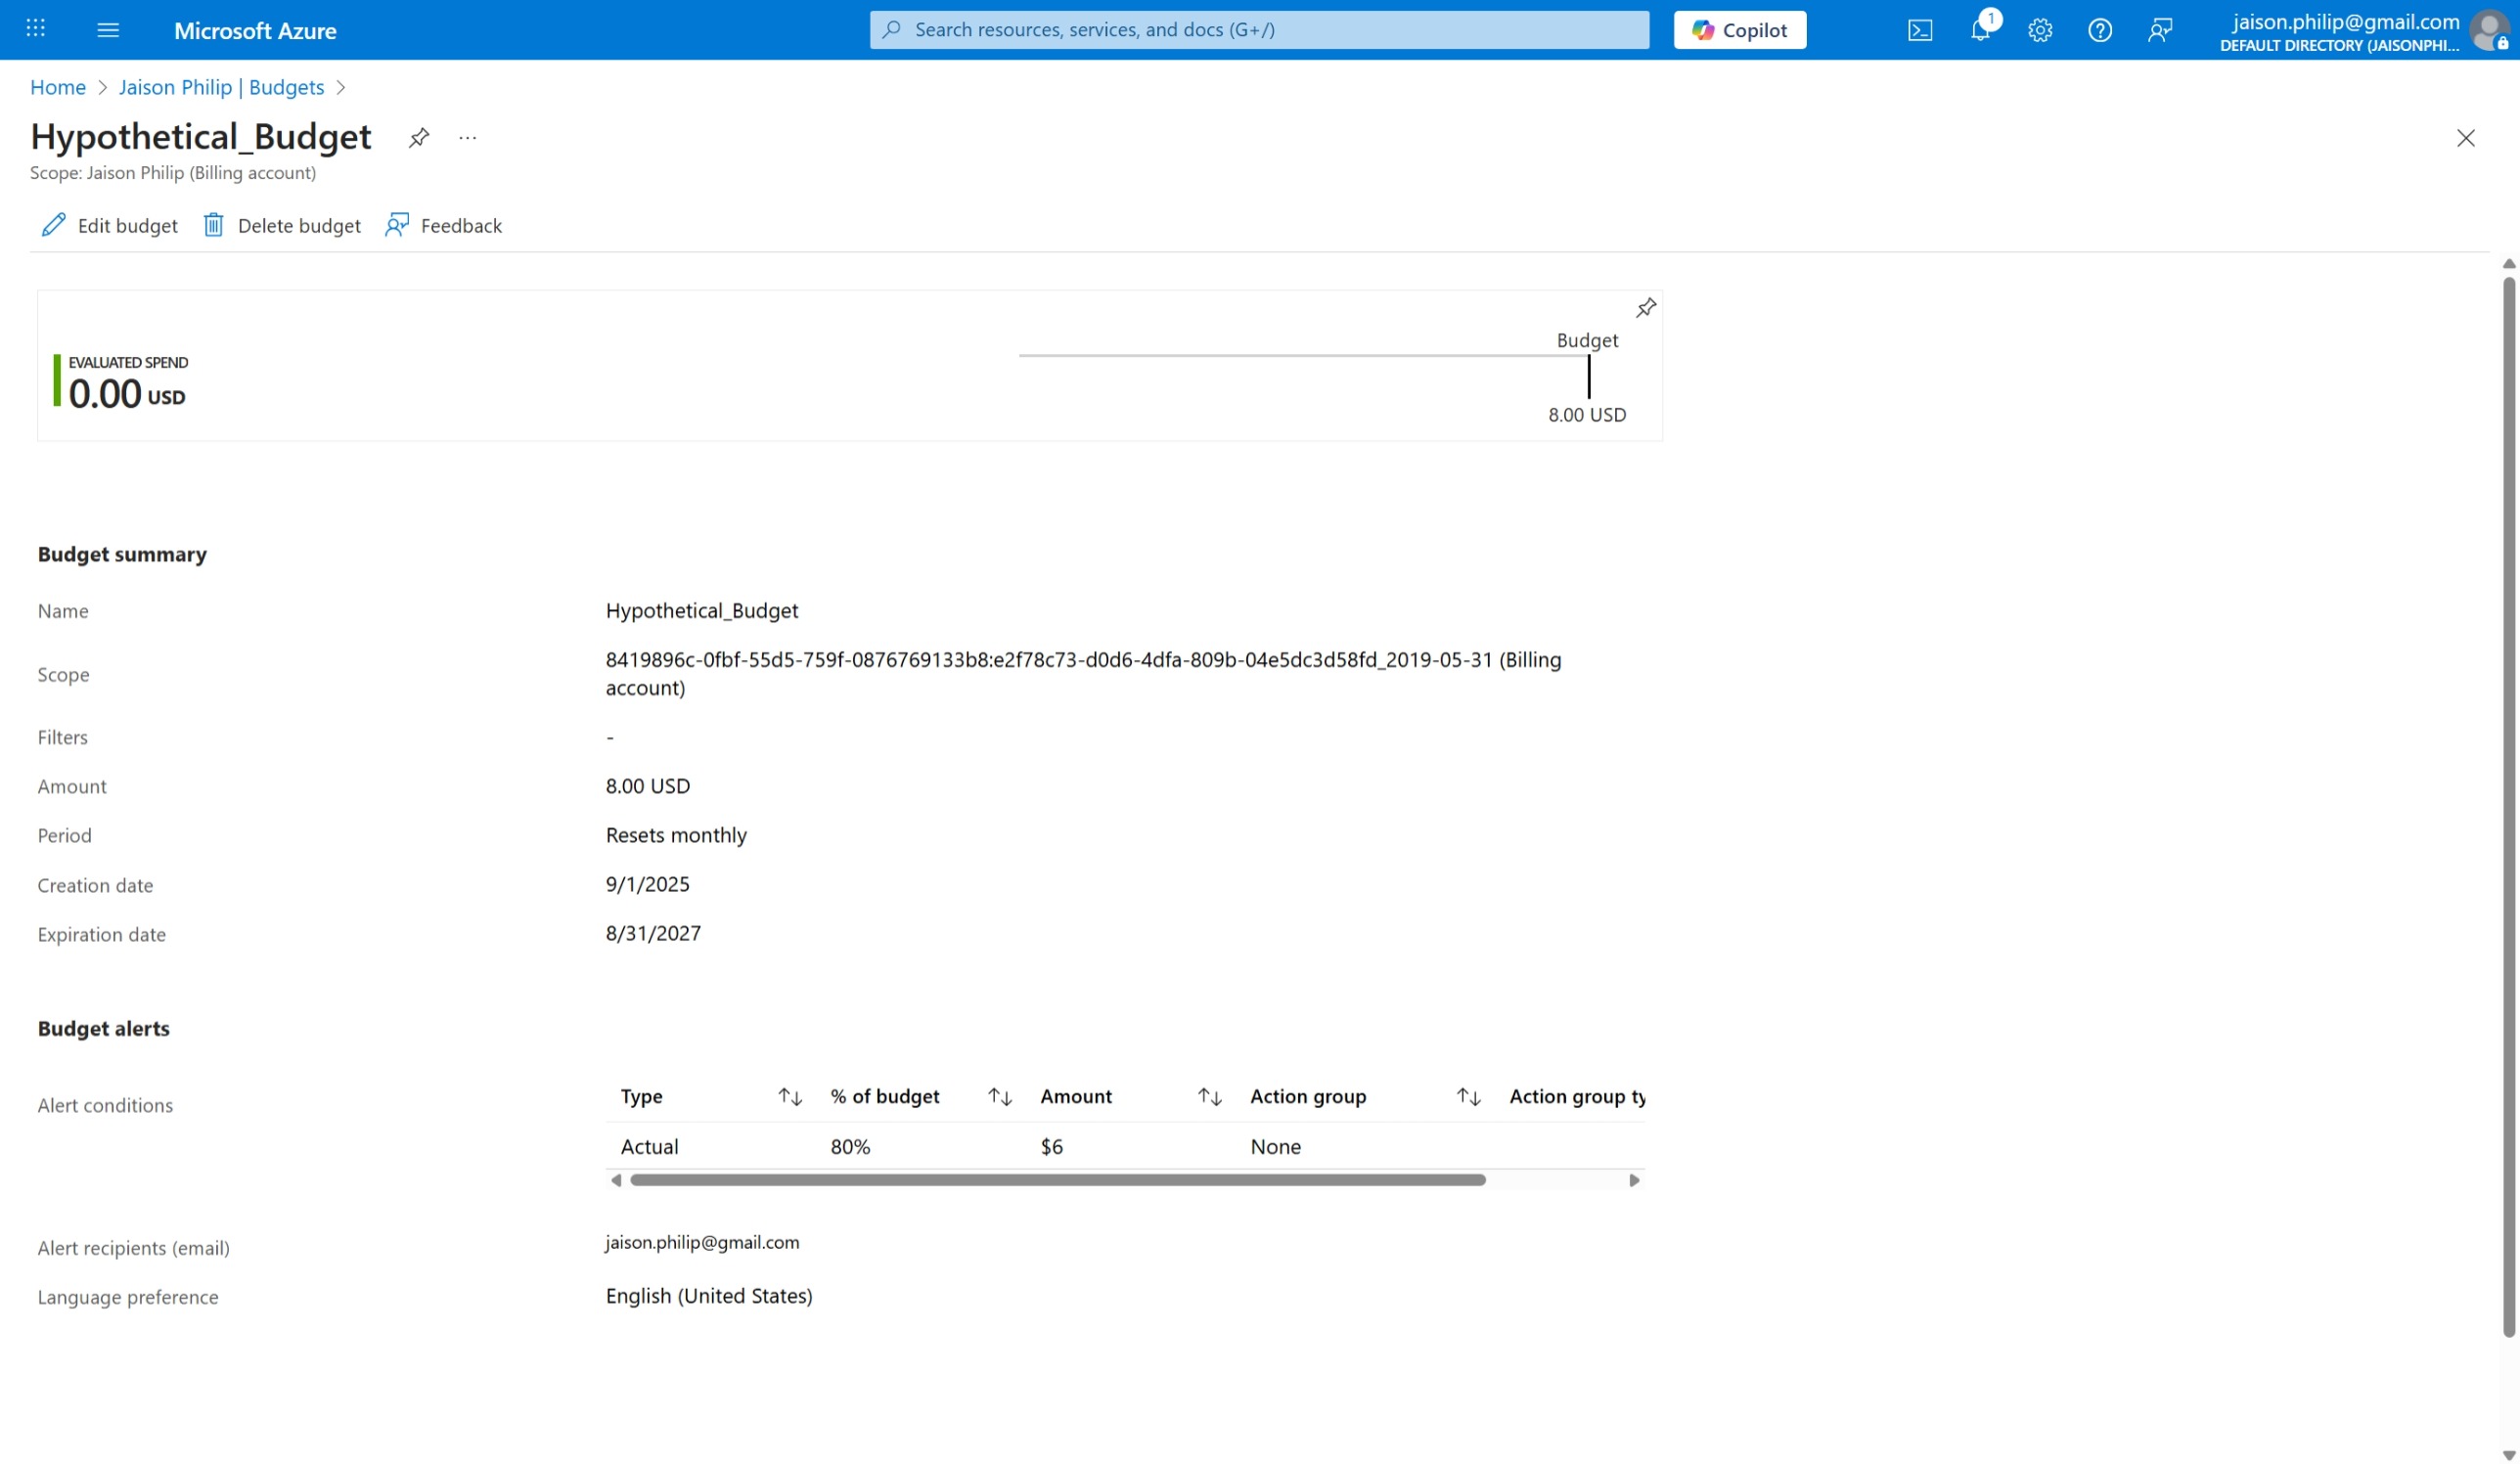 Microsoft Azure
Search resources, services, and docs (G+/)
Copilot
1
jaison.philip@gmail.com
DEFAULT DIRECTORY (JAISONPHI...
Home > Jaison Philip | Budgets >
Hypothetical_Budget
...
Scope: Jaison Philip (Billing account)
Edit budget
Delete budget
Feedback
Budget
EVALUATED SPEND
0.00 USD
8.00 USD
Budget summary
Name
Hypothetical_Budget
Scope
8419896c-0fbf-55d5-759f-0876769133b8:e2f78c73-d0d6-4dfa-809b-04e5dc3d58fd_2019-05-31 (Billing
account)
Filters
-
Amount
8.00 USD
Period
Resets monthly
Creation date
9/1/2025
Expiration date
8/31/2027
Budget alerts
Alert conditions
Type % of budget Amount Action group Action group ty
Actual 80% $6 None
Alert recipients (email)
jaison.philip@gmail.com
Language preference
English (United States)